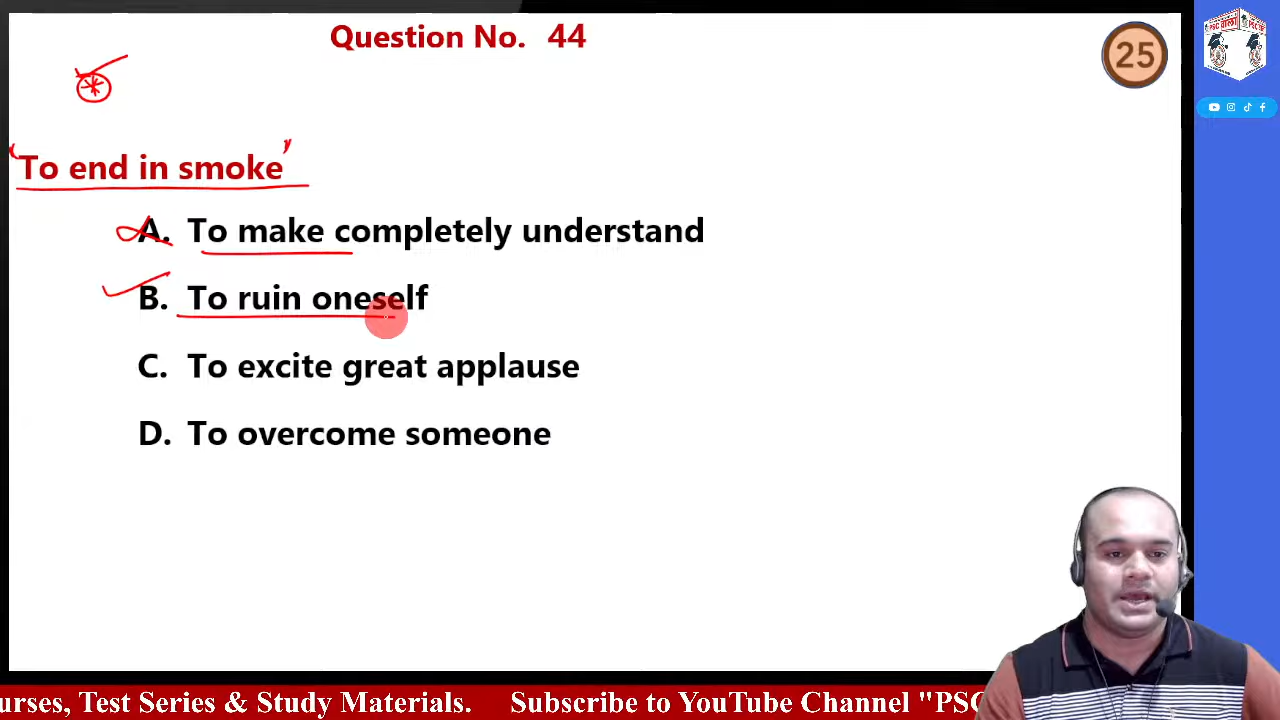 Question No. 44
25
'To end in smoke'
A. To make completely understand
B. To ruin oneself
C. To excite great applause
D. To overcome someone
urses, Test Series & Study Materials. Subscribe to YouTube Channel "PSC